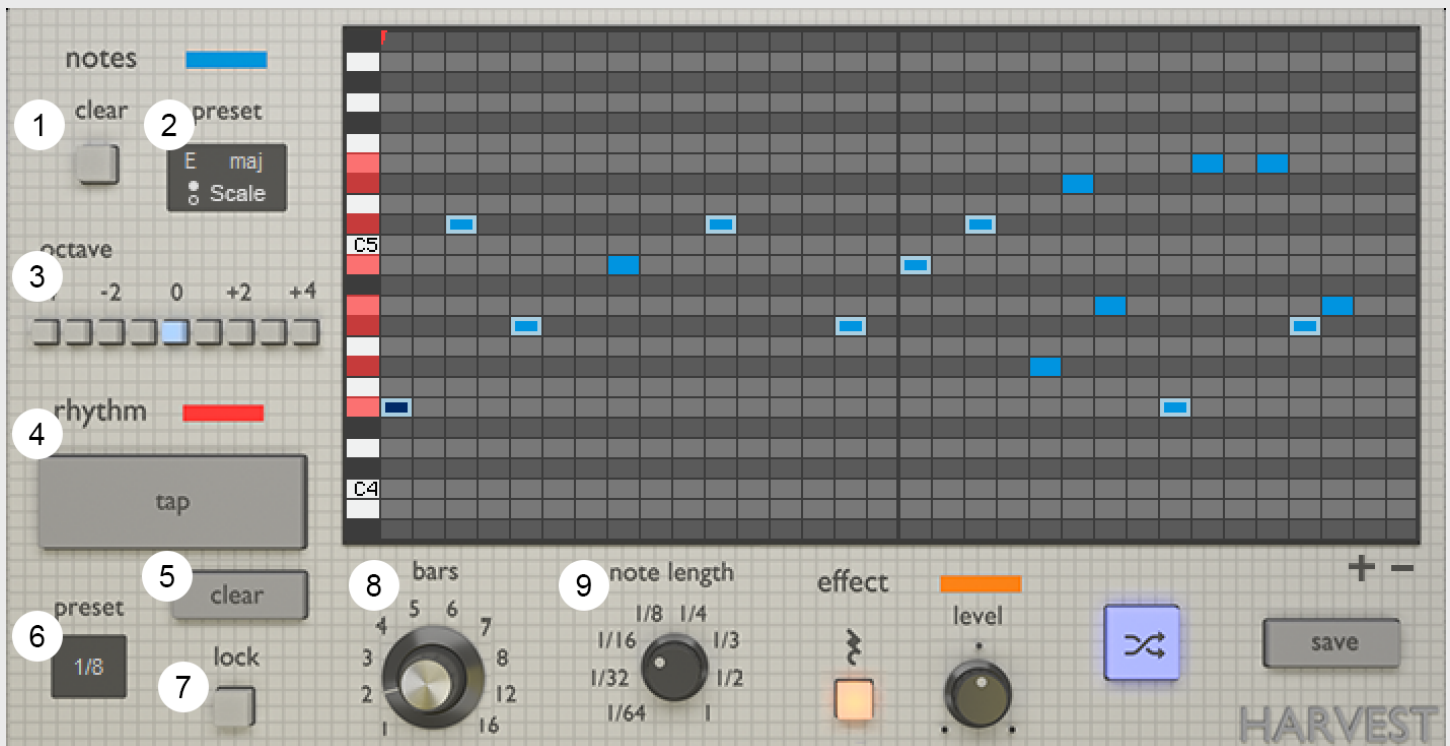 notes
1
clear
2
preset
E maj
Scale
octave
3
-2
0
+2
+4
rhythm
4
tap
5
clear
preset
6
1/8
lock
7
C5
C4
8
bars
1
2
3
4
5
6
7
8
12
16
9
note length
1/64
1/32
1/16
1/8
1/4
1/3
1/2
1
effect
level
+ −
save
HARVEST